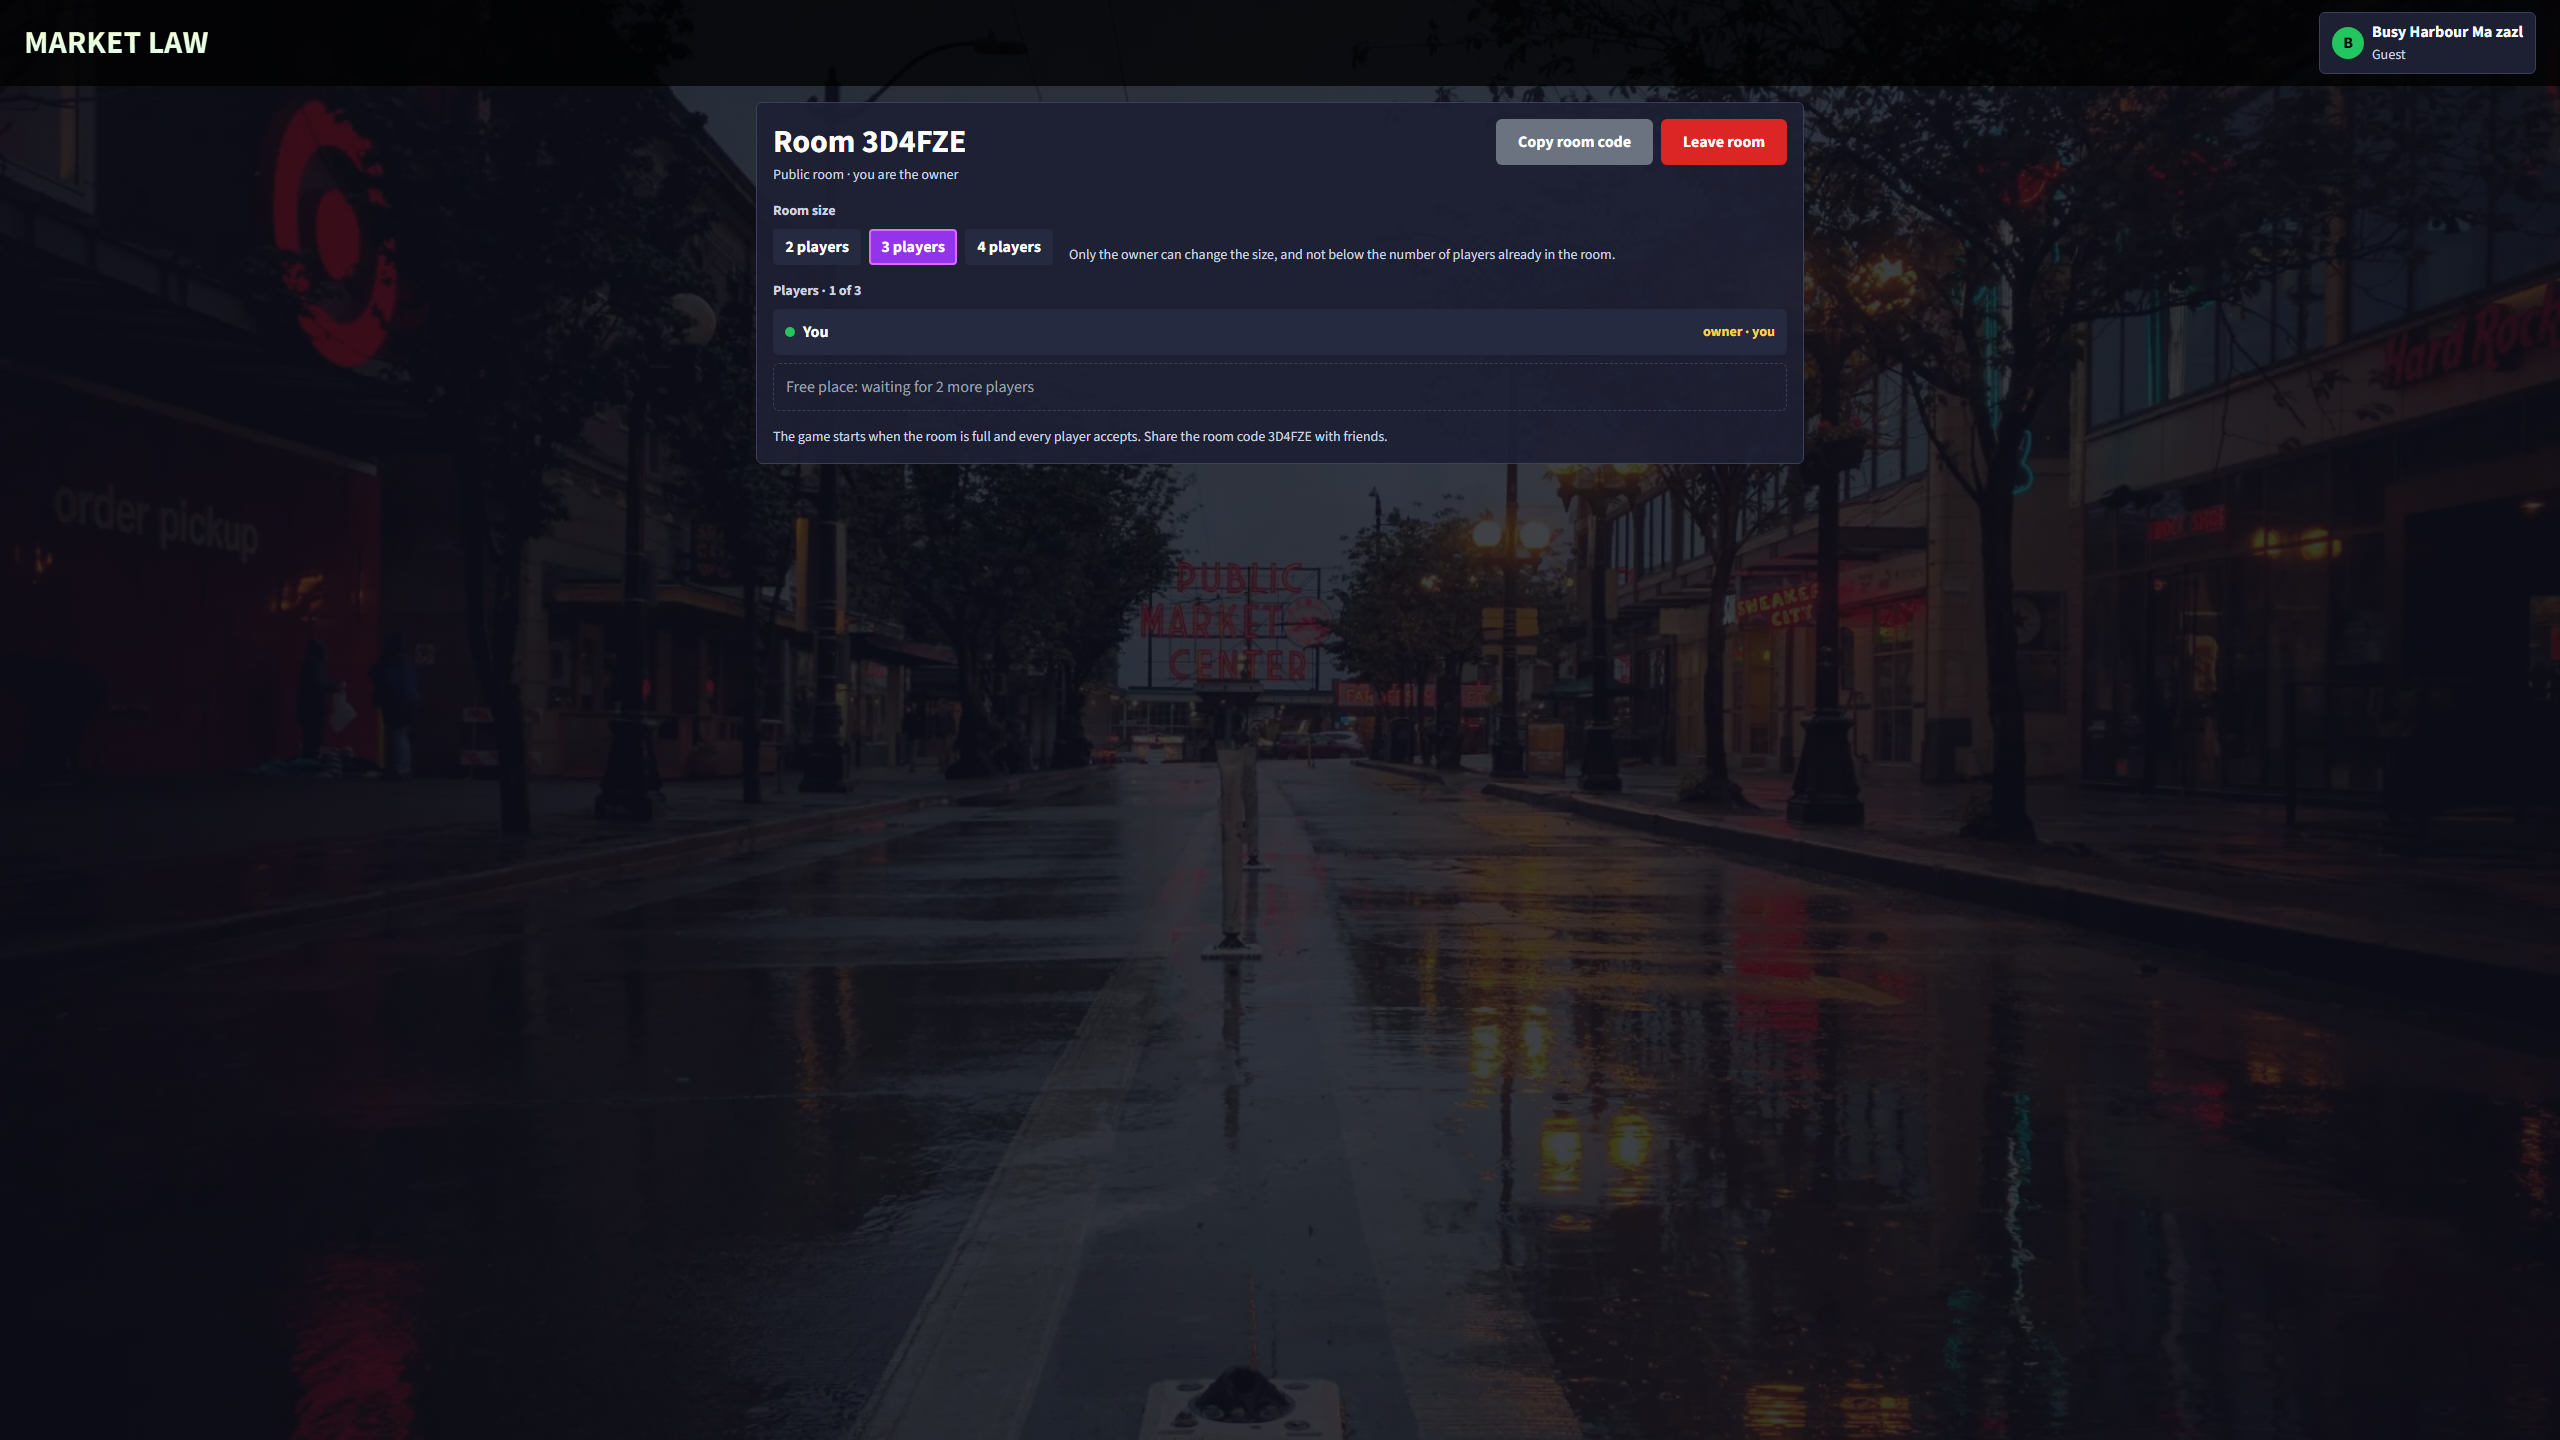 MARKET LAW
B
Busy Harbour Ma zazl
Guest
Room 3D4FZE
Copy room code
Leave room
Public room · you are the owner
Room size
2 players
3 players
4 players
Only the owner can change the size, and not below the number of players already in the room.
Players · 1 of 3
You
owner · you
Free place: waiting for 2 more players
The game starts when the room is full and every player accepts. Share the room code 3D4FZE with friends.
Hard Rock
order pickup
PUBLIC
MARKET
CENTER
SNEAKER
CITY